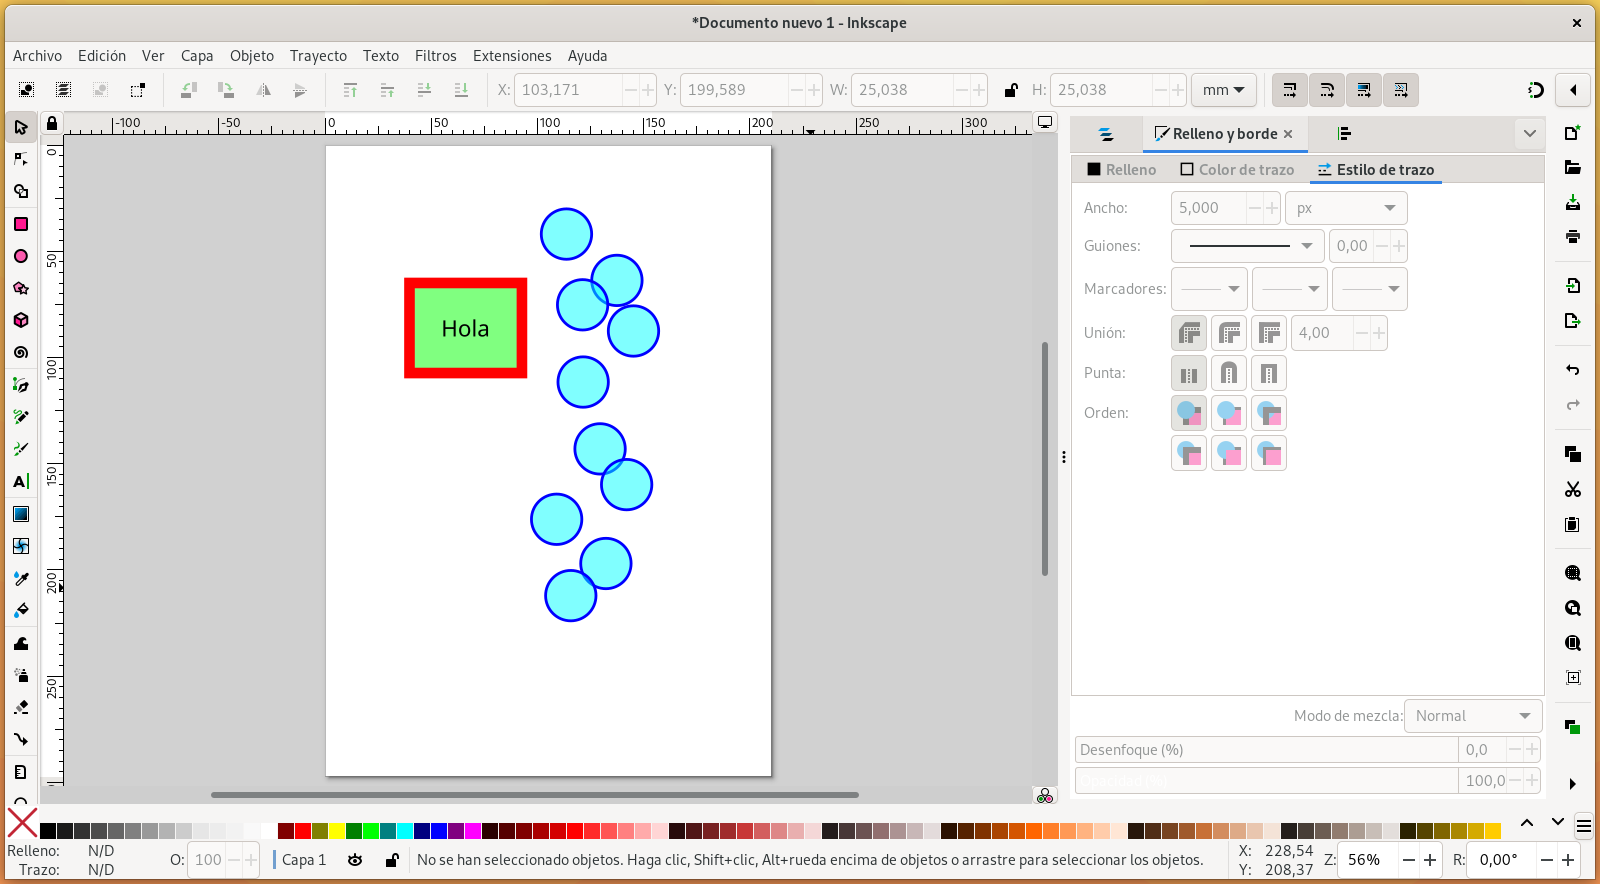 *Documento nuevo 1 - Inkscape
Archivo Edición Ver Capa Objeto Trayecto Texto Filtros Extensiones Ayuda
X: 103,171 Y: 199,589 W: 25,038 H: 25,038 mm
-100 -50 0 50 100 150 200 250 300
Relleno y borde
Relleno Color de trazo Estilo de trazo
Ancho: 5,000 px
Guiones: 0,00
Marcadores:
Unión: 4,00
Punta:
Orden:
0
50
100
150
200
250
Hola
Modo de mezcla: Normal
Desenfoque (%) 0,0
Opacidad (%) 100,0
Relleno: N/D
Trazo: N/D
O: 100
Capa 1
No se han seleccionado objetos. Haga clic, Shift+clic, Alt+rueda encima de objetos o arrastre para seleccionar los objetos.
X: 228,54
Y: 208,37
Z: 56%
R: 0,00°